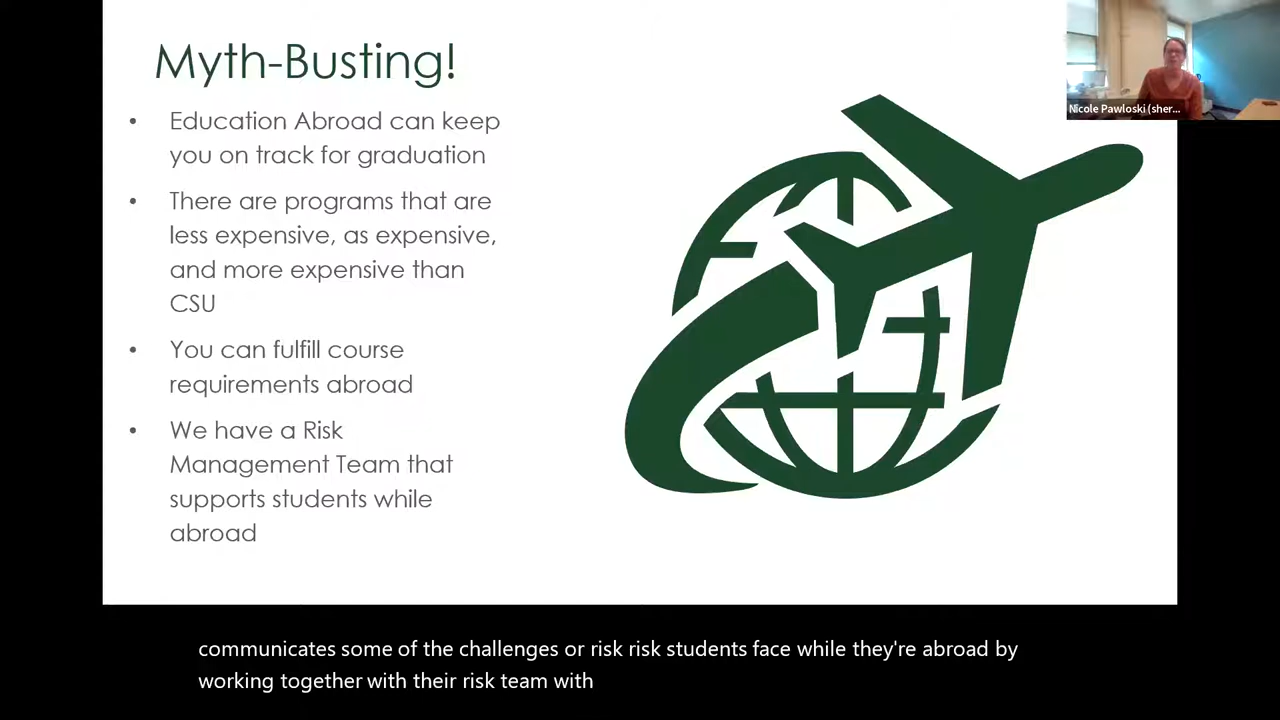 Myth-Busting!
• Education Abroad can keep
you on track for graduation
• There are programs that are
less expensive, as expensive,
and more expensive than
CSU
• You can fulfill course
requirements abroad
• We have a Risk
Management Team that
supports students while
abroad
Nicole Pawloski (sher...
communicates some of the challenges or risk risk students face while they're abroad by
working together with their risk team with